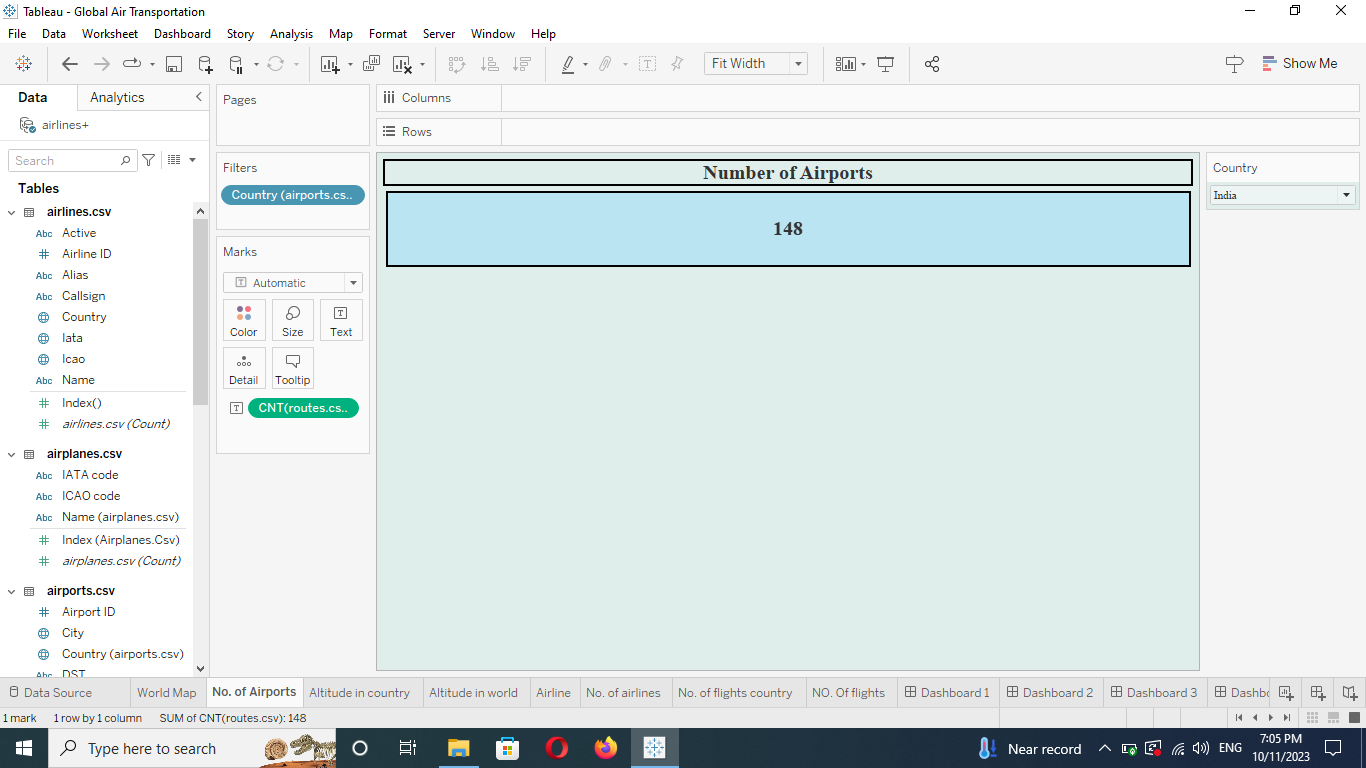 Tableau - Global Air Transportation
File Data Worksheet Dashboard Story Analysis Map Format Server Window Help
Fit Width
Show Me
Data Analytics
airlines+
Search
Tables
airlines.csv
Abc Active
Airline ID
Abc Alias
Abc Callsign
Country
Iata
Icao
Abc Name
Index()
airlines.csv (Count)
airplanes.csv
Abc IATA code
Abc ICAO code
Abc Name (airplanes.csv)
Index (Airplanes.Csv)
airplanes.csv (Count)
airports.csv
Airport ID
City
Country (airports.csv)
Abc DST
Pages
Filters
Country (airports.cs..
Marks
Automatic
Color Size Text
Detail Tooltip
CNT(routes.cs..
Columns
Rows
Number of Airports
148
Country
India
Data Source World Map No. of Airports Altitude in country Altitude in world Airline No. of airlines No. of flights country NO. Of flights Dashboard 1 Dashboard 2 Dashboard 3 Dashbo
1 mark 1 row by 1 column SUM of CNT(routes.csv): 148
Type here to search
Near record
ENG
7:05 PM
10/11/2023